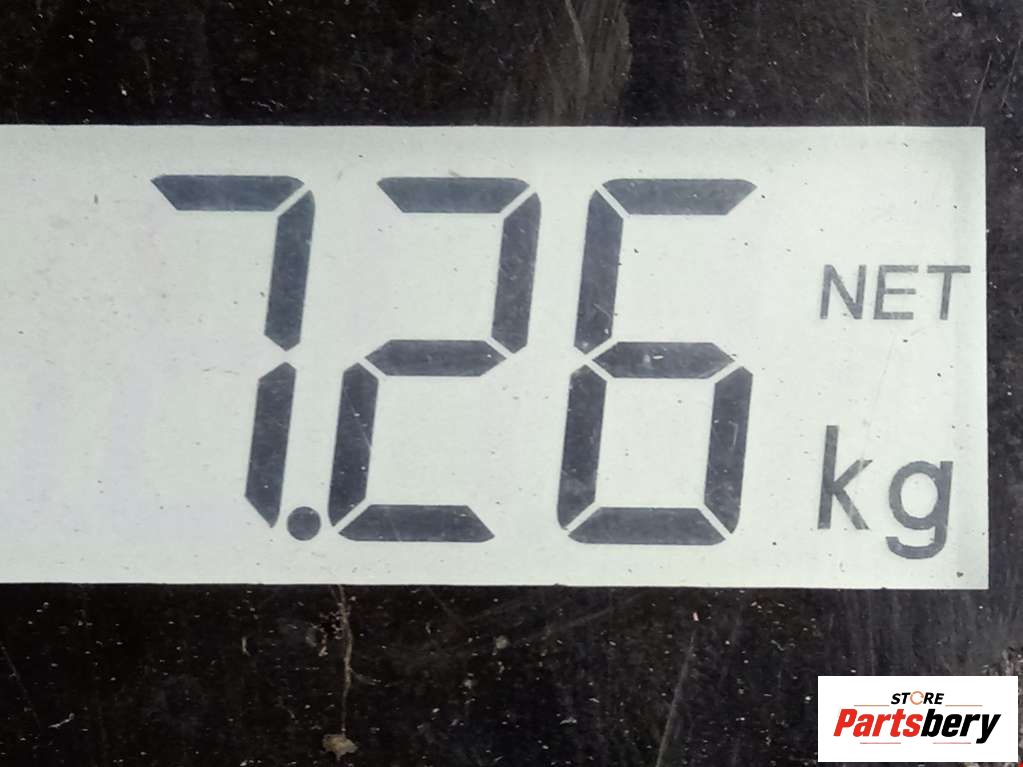 7.26 NET
kg
STORE
Partsbery